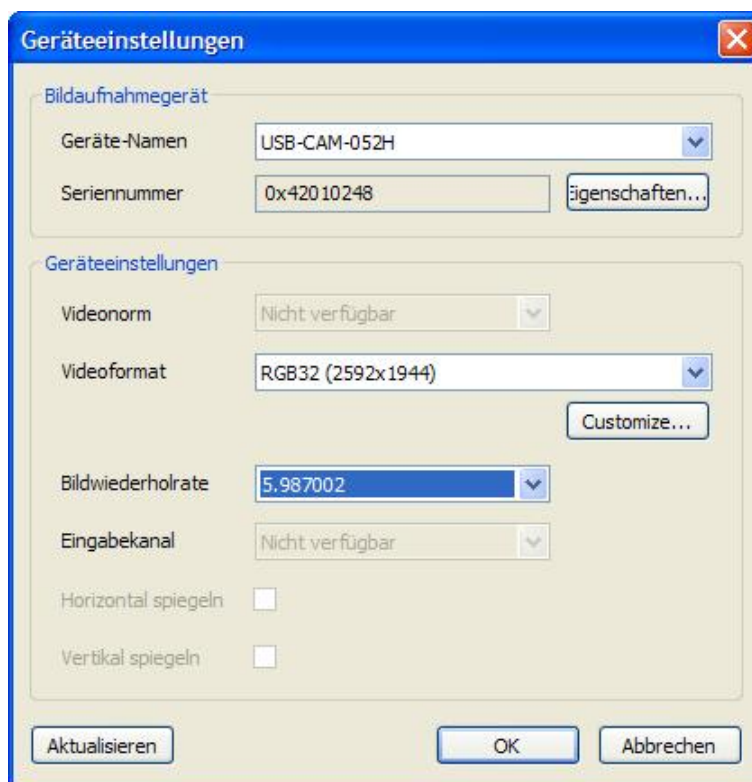 Geräteeinstellungen
Bildaufnahmegerät
Geräte-Namen USB-CAM-052H
Seriennummer 0x42010248 Eigenschaften...
Geräteeinstellungen
Videonorm Nicht verfügbar
Videoformat RGB32 (2592x1944)
Customize...
Bildwiederholrate 5.987002
Eingabekanal Nicht verfügbar
Horizontal spiegeln
Vertikal spiegeln
Aktualisieren OK Abbrechen